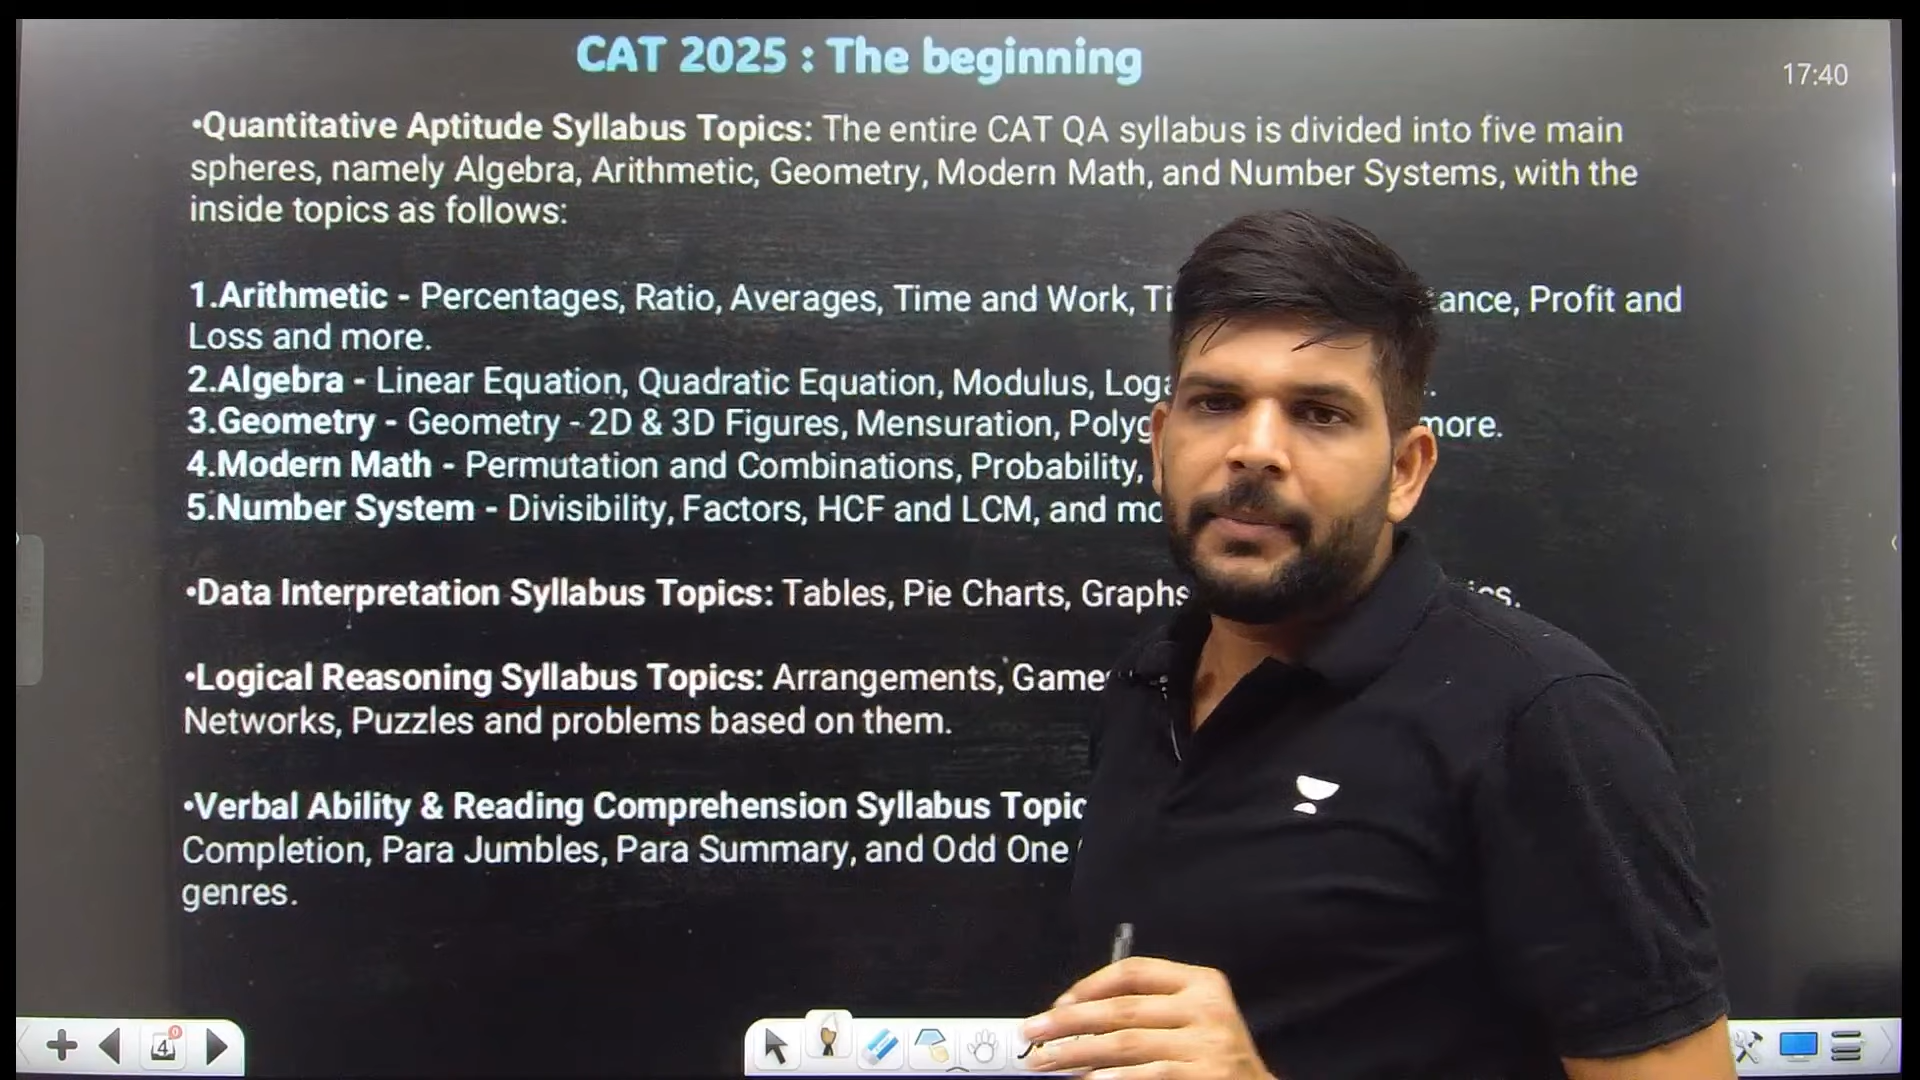 CAT 2025 : The beginning
17:40
•Quantitative Aptitude Syllabus Topics: The entire CAT QA syllabus is divided into five main
spheres, namely Algebra, Arithmetic, Geometry, Modern Math, and Number Systems, with the
inside topics as follows:
1.Arithmetic - Percentages, Ratio, Averages, Time and Work, Profit and
Loss and more.
2.Algebra - Linear Equation, Quadratic Equation, Modulus,
3.Geometry - Geometry - 2D & 3D Figures, Mensuration, more.
4.Modern Math - Permutation and Combinations, Probability,
5.Number System - Divisibility, Factors, HCF and LCM, and
•Data Interpretation Syllabus Topics: Tables, Pie Charts, Graphs
•Logical Reasoning Syllabus Topics: Arrangements,
Networks, Puzzles and problems based on them.
•Verbal Ability & Reading Comprehension Syllabus
Completion, Para Jumbles, Para Summary, and Odd One
genres.
4
0